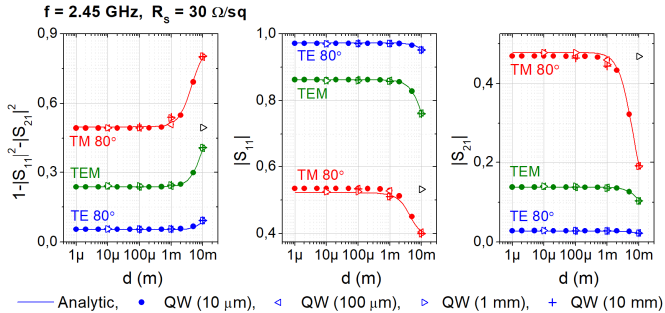 f = 2.45 GHz, Rs = 30 Ω/sq
1-|S11|²-|S21|²
0,9
0,6
0,3
0,0
TM 80°
TEM
TE 80°
1μ 10μ 100μ 1m 10m
d (m)
|S11|
1,0
0,8
0,6
0,4
TE 80°
TEM
TM 80°
1μ 10μ 100μ 1m 10m
d (m)
|S21|
0,4
0,2
0,0
TM 80°
TEM
TE 80°
1μ 10μ 100μ 1m 10m
d (m)
Analytic, QW (10 μm), QW (100 μm), QW (1 mm), QW (10 mm)